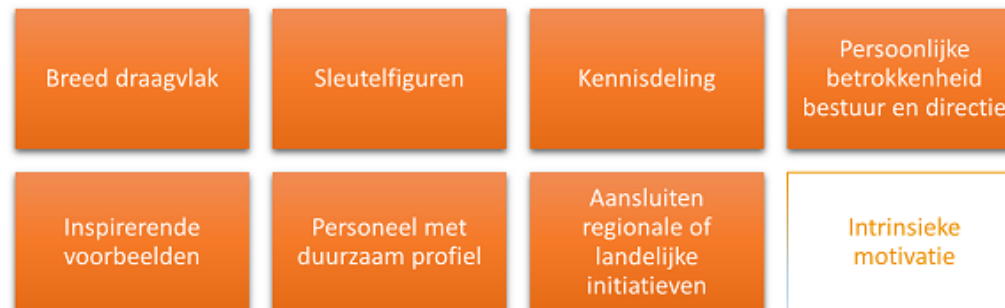 Breed draagvlak
Sleutelfiguren
Kennisdeling
Persoonlijke
betrokkenheid
bestuur en directie
Inspirerende
voorbeelden
Personeel met
duurzaam profiel
Aansluiten
regionale of
landelijke
initiatieven
Intrinsieke
motivatie